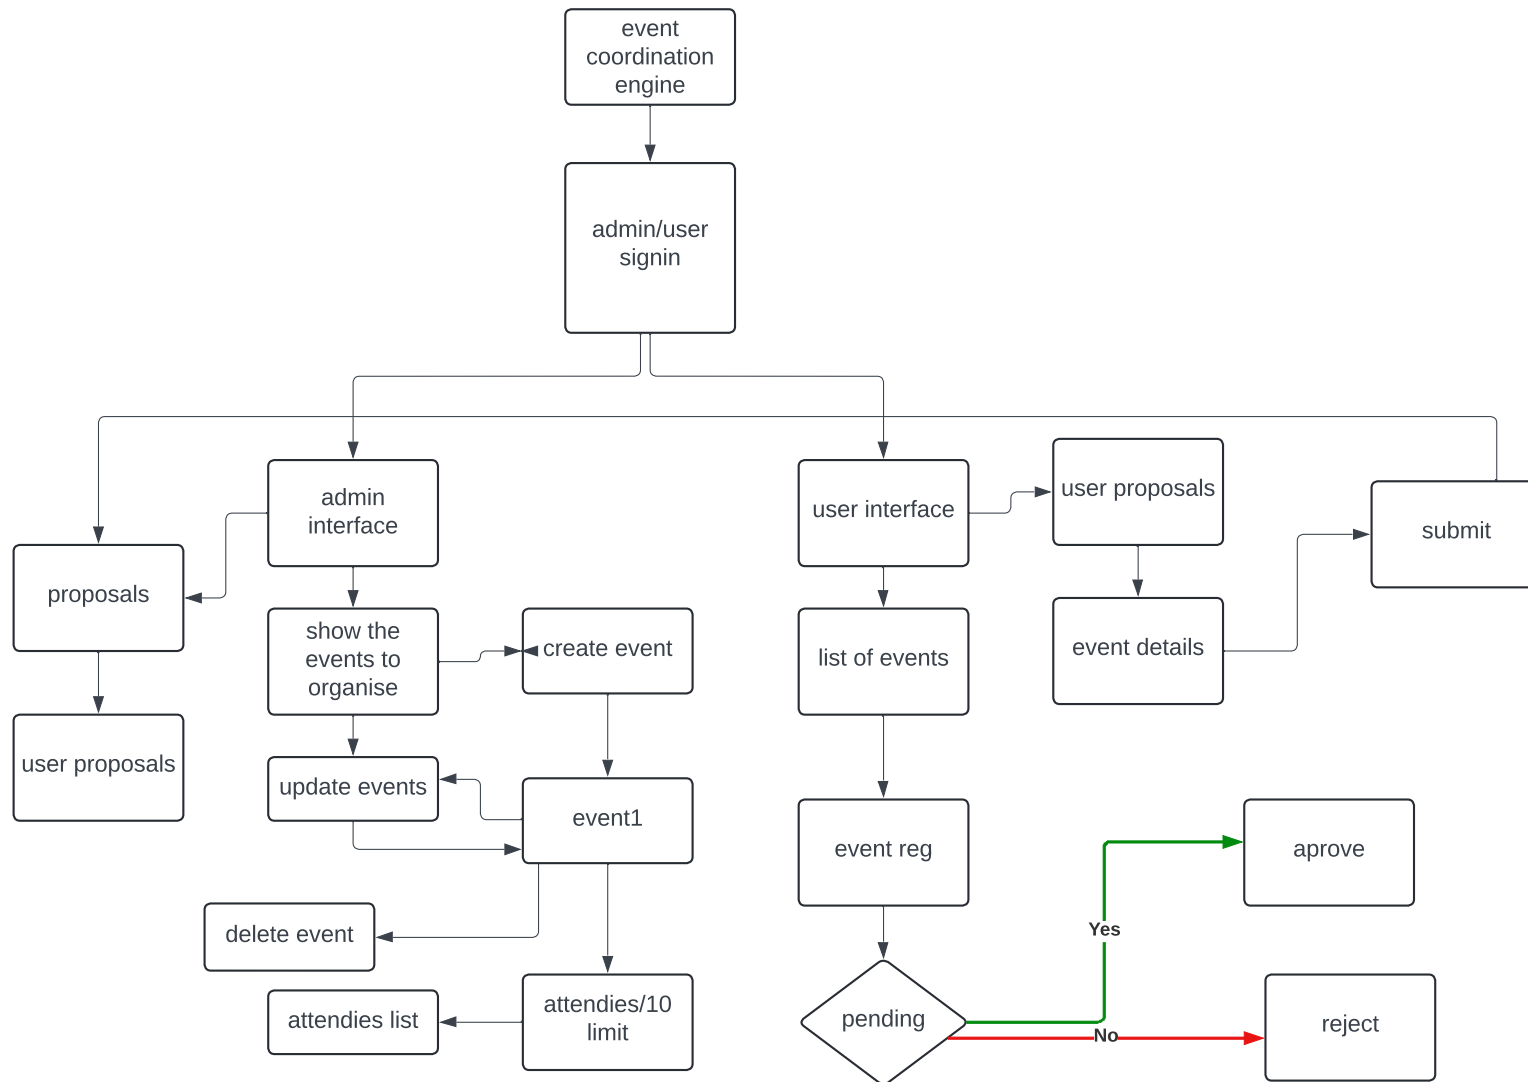 event
coordination
engine
admin/user
signin
admin
interface
user interface
user proposals
submit
proposals
show the
events to
organise
create event
list of events
event details
user proposals
update events
event1
event reg
aprove
Yes
delete event
attendies list
attendies/10
limit
pending
No
reject